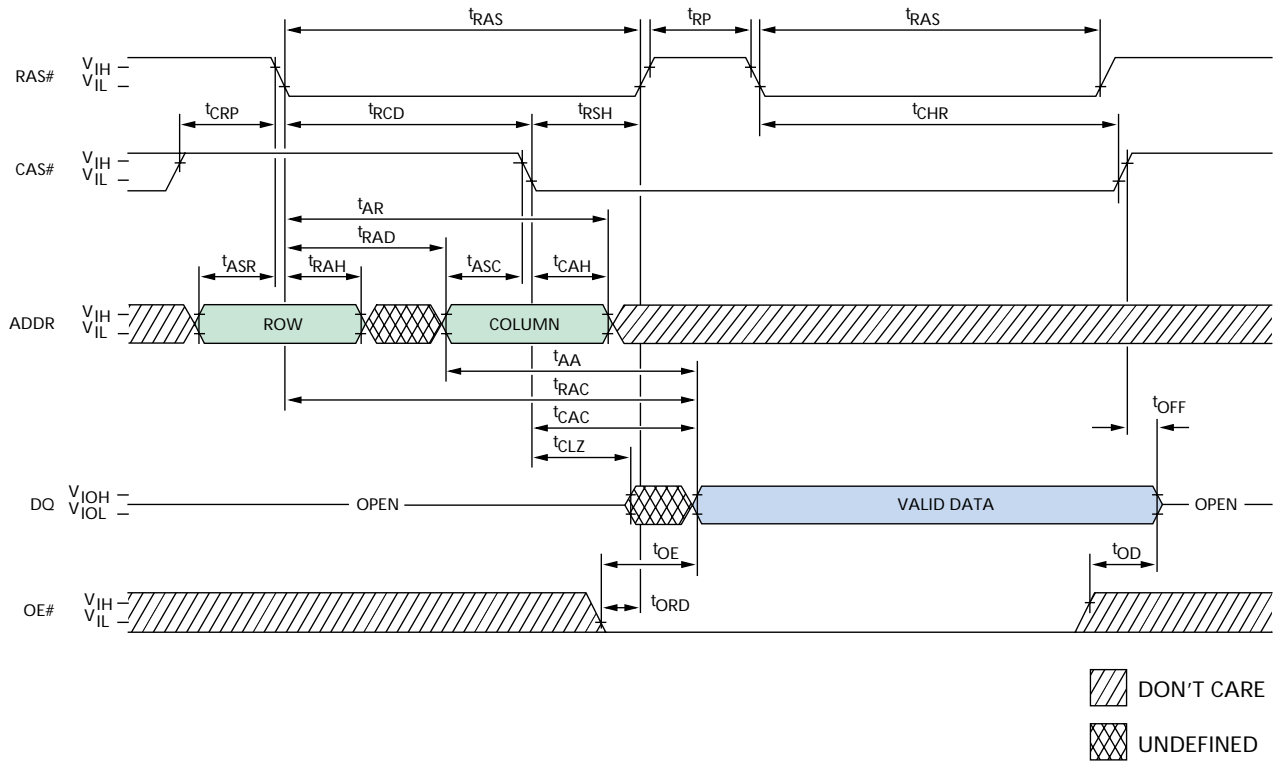 tRAS tRP tRAS
RAS# VIH
VIL
tCRP tRCD tRSH tCHR
CAS# VIH
VIL
tAR
tRAD
tASR tRAH tASC tCAH
ADDR VIH
VIL
ROW COLUMN
tAA
tRAC
tCAC tOFF
tCLZ
DQ VIOH
VIOL
OPEN VALID DATA OPEN
tOE tOD
OE# VIH
VIL
tORD
DON'T CARE
UNDEFINED